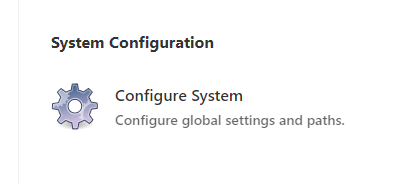 System Configuration
Configure System
Configure global settings and paths.